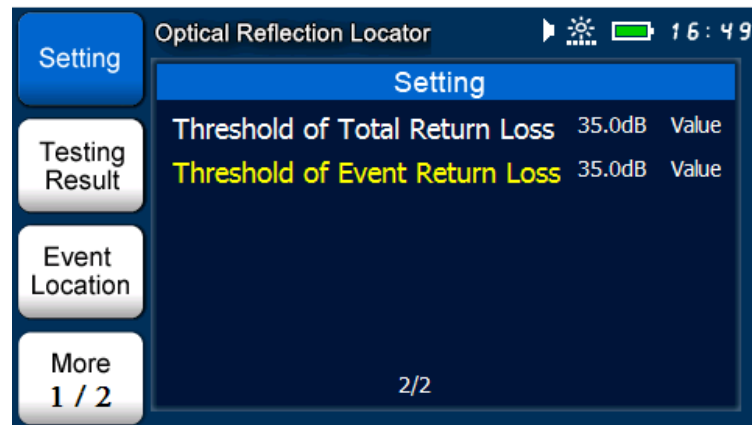 Setting
Optical Reflection Locator
16:49
Setting
Threshold of Total Return Loss 35.0dB Value
Threshold of Event Return Loss 35.0dB Value
Testing
Result
Event
Location
More
1 / 2
2/2